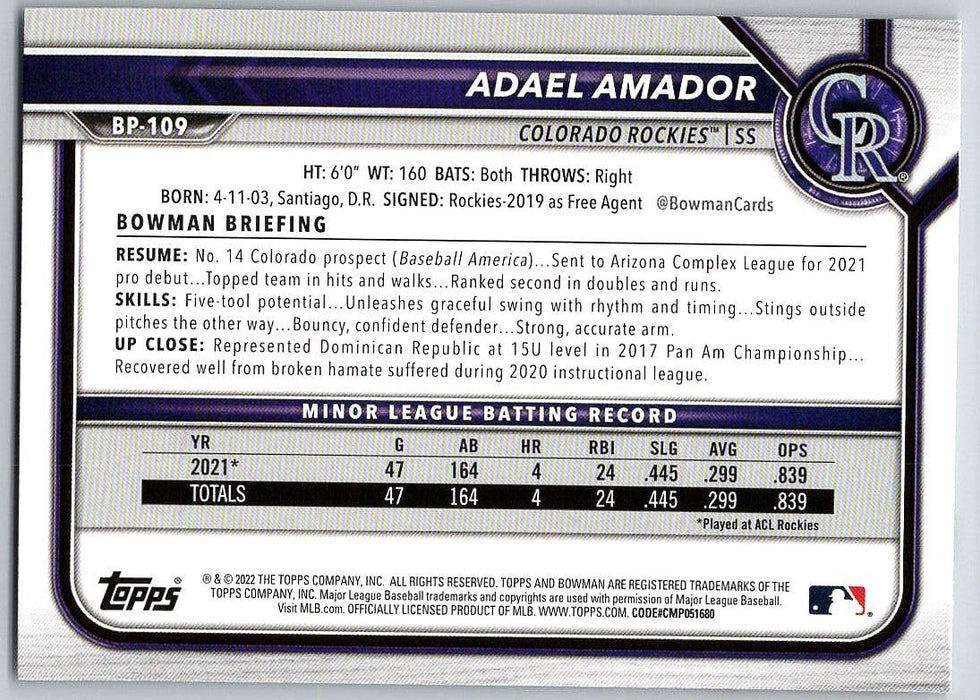 ADAEL AMADOR
BP-109
COLORADO ROCKIES™ | SS
CR®
HT: 6'0" WT: 160 BATS: Both THROWS: Right
BORN: 4-11-03, Santiago, D.R. SIGNED: Rockies-2019 as Free Agent @BowmanCards
BOWMAN BRIEFING
RESUME: No. 14 Colorado prospect (Baseball America)...Sent to Arizona Complex League for 2021
pro debut...Topped team in hits and walks...Ranked second in doubles and runs.
SKILLS: Five-tool potential...Unleashes graceful swing with rhythm and timing...Stings outside
pitches the other way...Bouncy, confident defender...Strong, accurate arm.
UP CLOSE: Represented Dominican Republic at 15U level in 2017 Pan Am Championship...
Recovered well from broken hamate suffered during 2020 instructional league.
MINOR LEAGUE BATTING RECORD
YR G AB HR RBI SLG AVG OPS
2021* 47 164 4 24 .445 .299 .839
TOTALS 47 164 4 24 .445 .299 .839
*Played at ACL Rockies
Topps®
® & © 2022 THE TOPPS COMPANY, INC. ALL RIGHTS RESERVED. TOPPS AND BOWMAN ARE REGISTERED TRADEMARKS OF THE
TOPPS COMPANY, INC. Major League Baseball trademarks and copyrights are used with permission of Major League Baseball.
Visit MLB.com. OFFICIALLY LICENSED PRODUCT OF MLB. WWW.TOPPS.COM. CODE#CMP051680